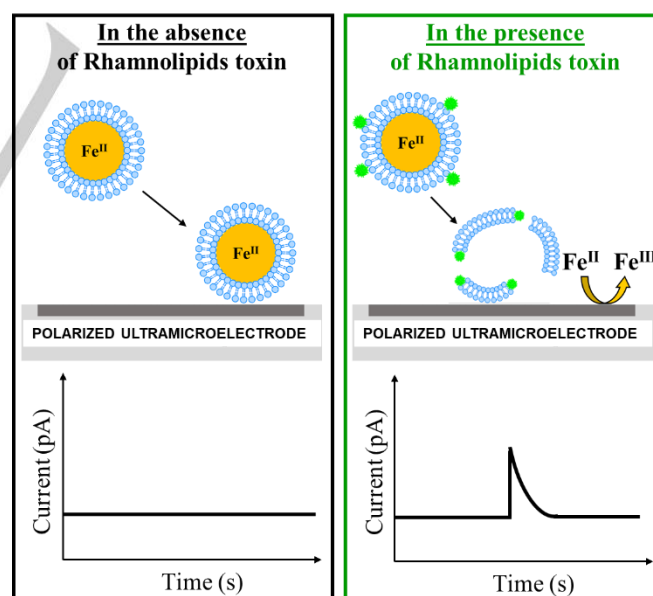 In the absence
of Rhamnolipids toxin
Fe^II
Fe^II
POLARIZED ULTRAMICROELECTRODE
Current (pA)
Time (s)
In the presence
of Rhamnolipids toxin
Fe^II
Fe^II Fe^III
POLARIZED ULTRAMICROELECTRODE
Current (pA)
Time (s)